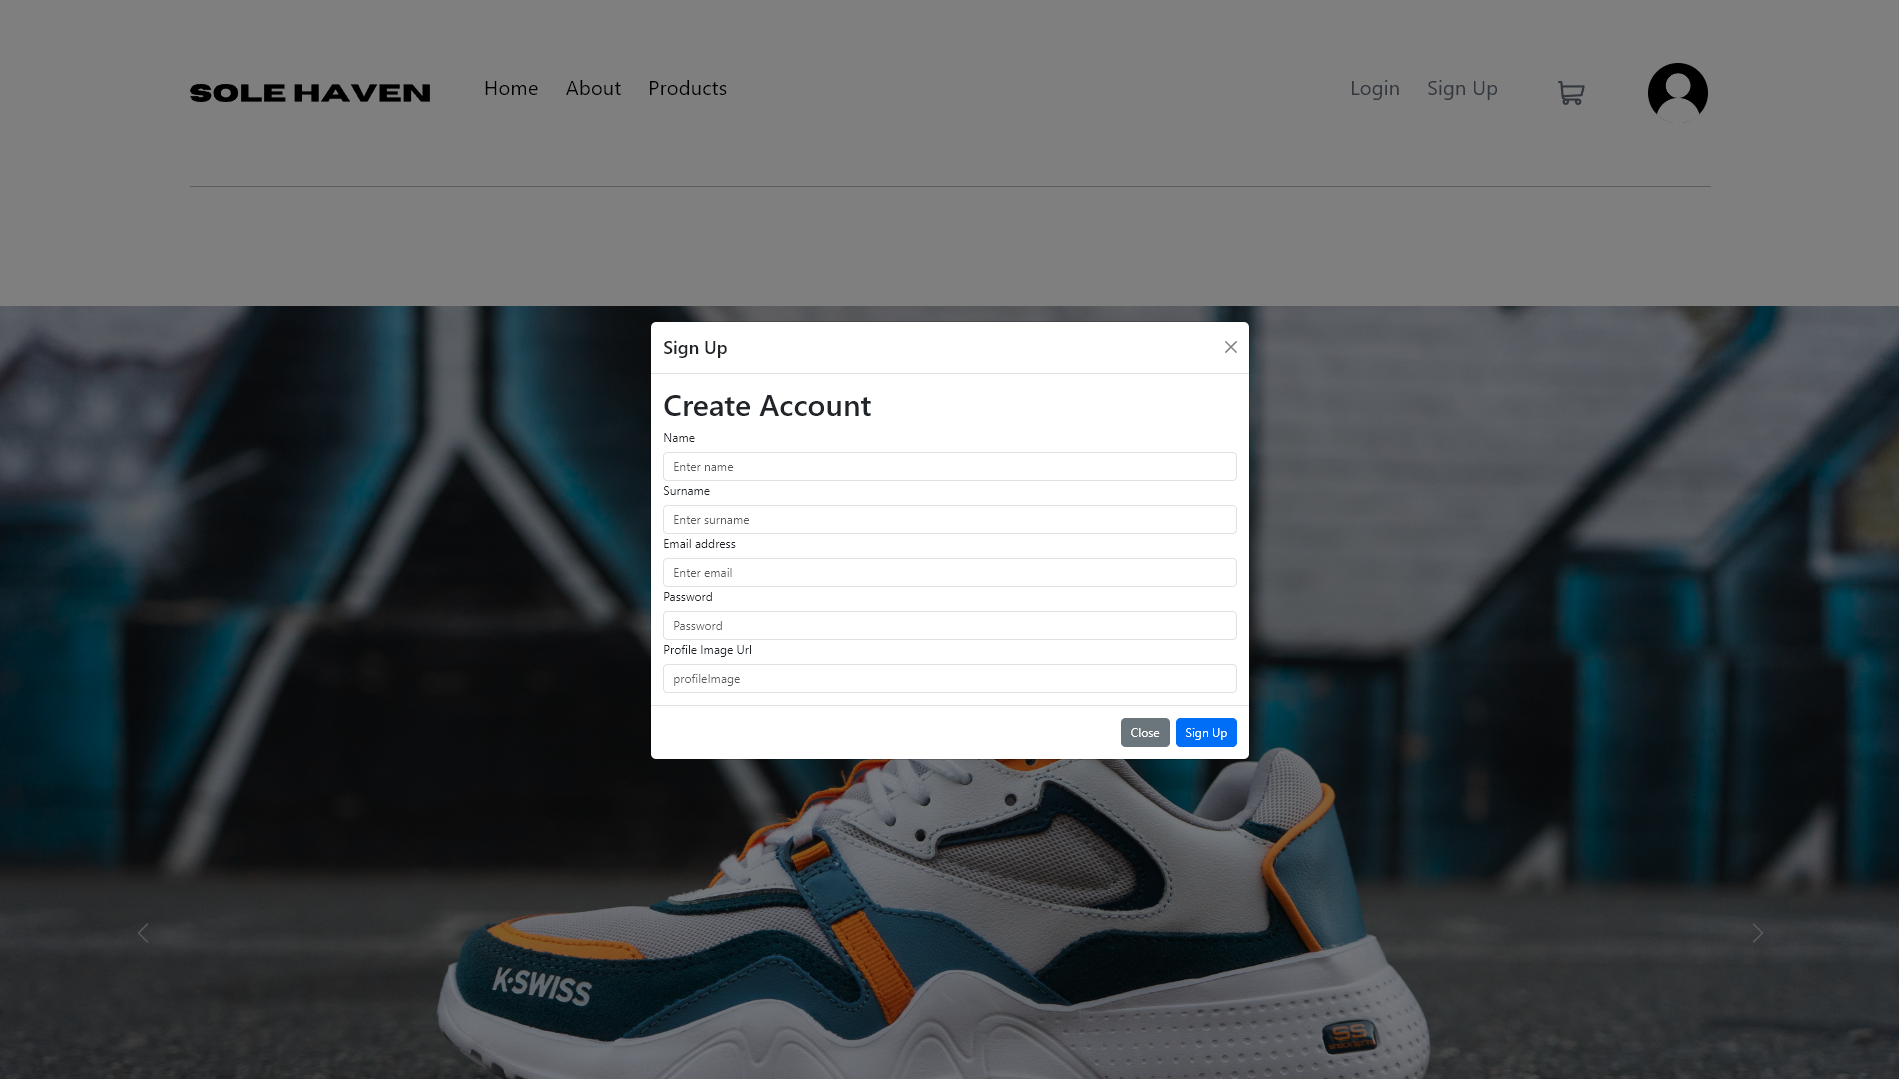 SOLE HAVEN Home About Products Login Sign Up
Sign Up
Create Account
Name
Enter name
Surname
Enter surname
Email address
Enter email
Password
Password
Profile Image Url
profileImage
Close Sign Up
K·SWISS
SS